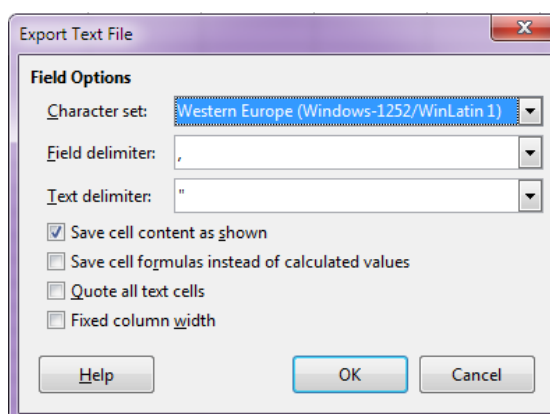 Export Text File
X
Field Options
Character set: Western Europe (Windows-1252/WinLatin 1)
Field delimiter: ,
Text delimiter: "
Save cell content as shown
Save cell formulas instead of calculated values
Quote all text cells
Fixed column width
Help OK Cancel